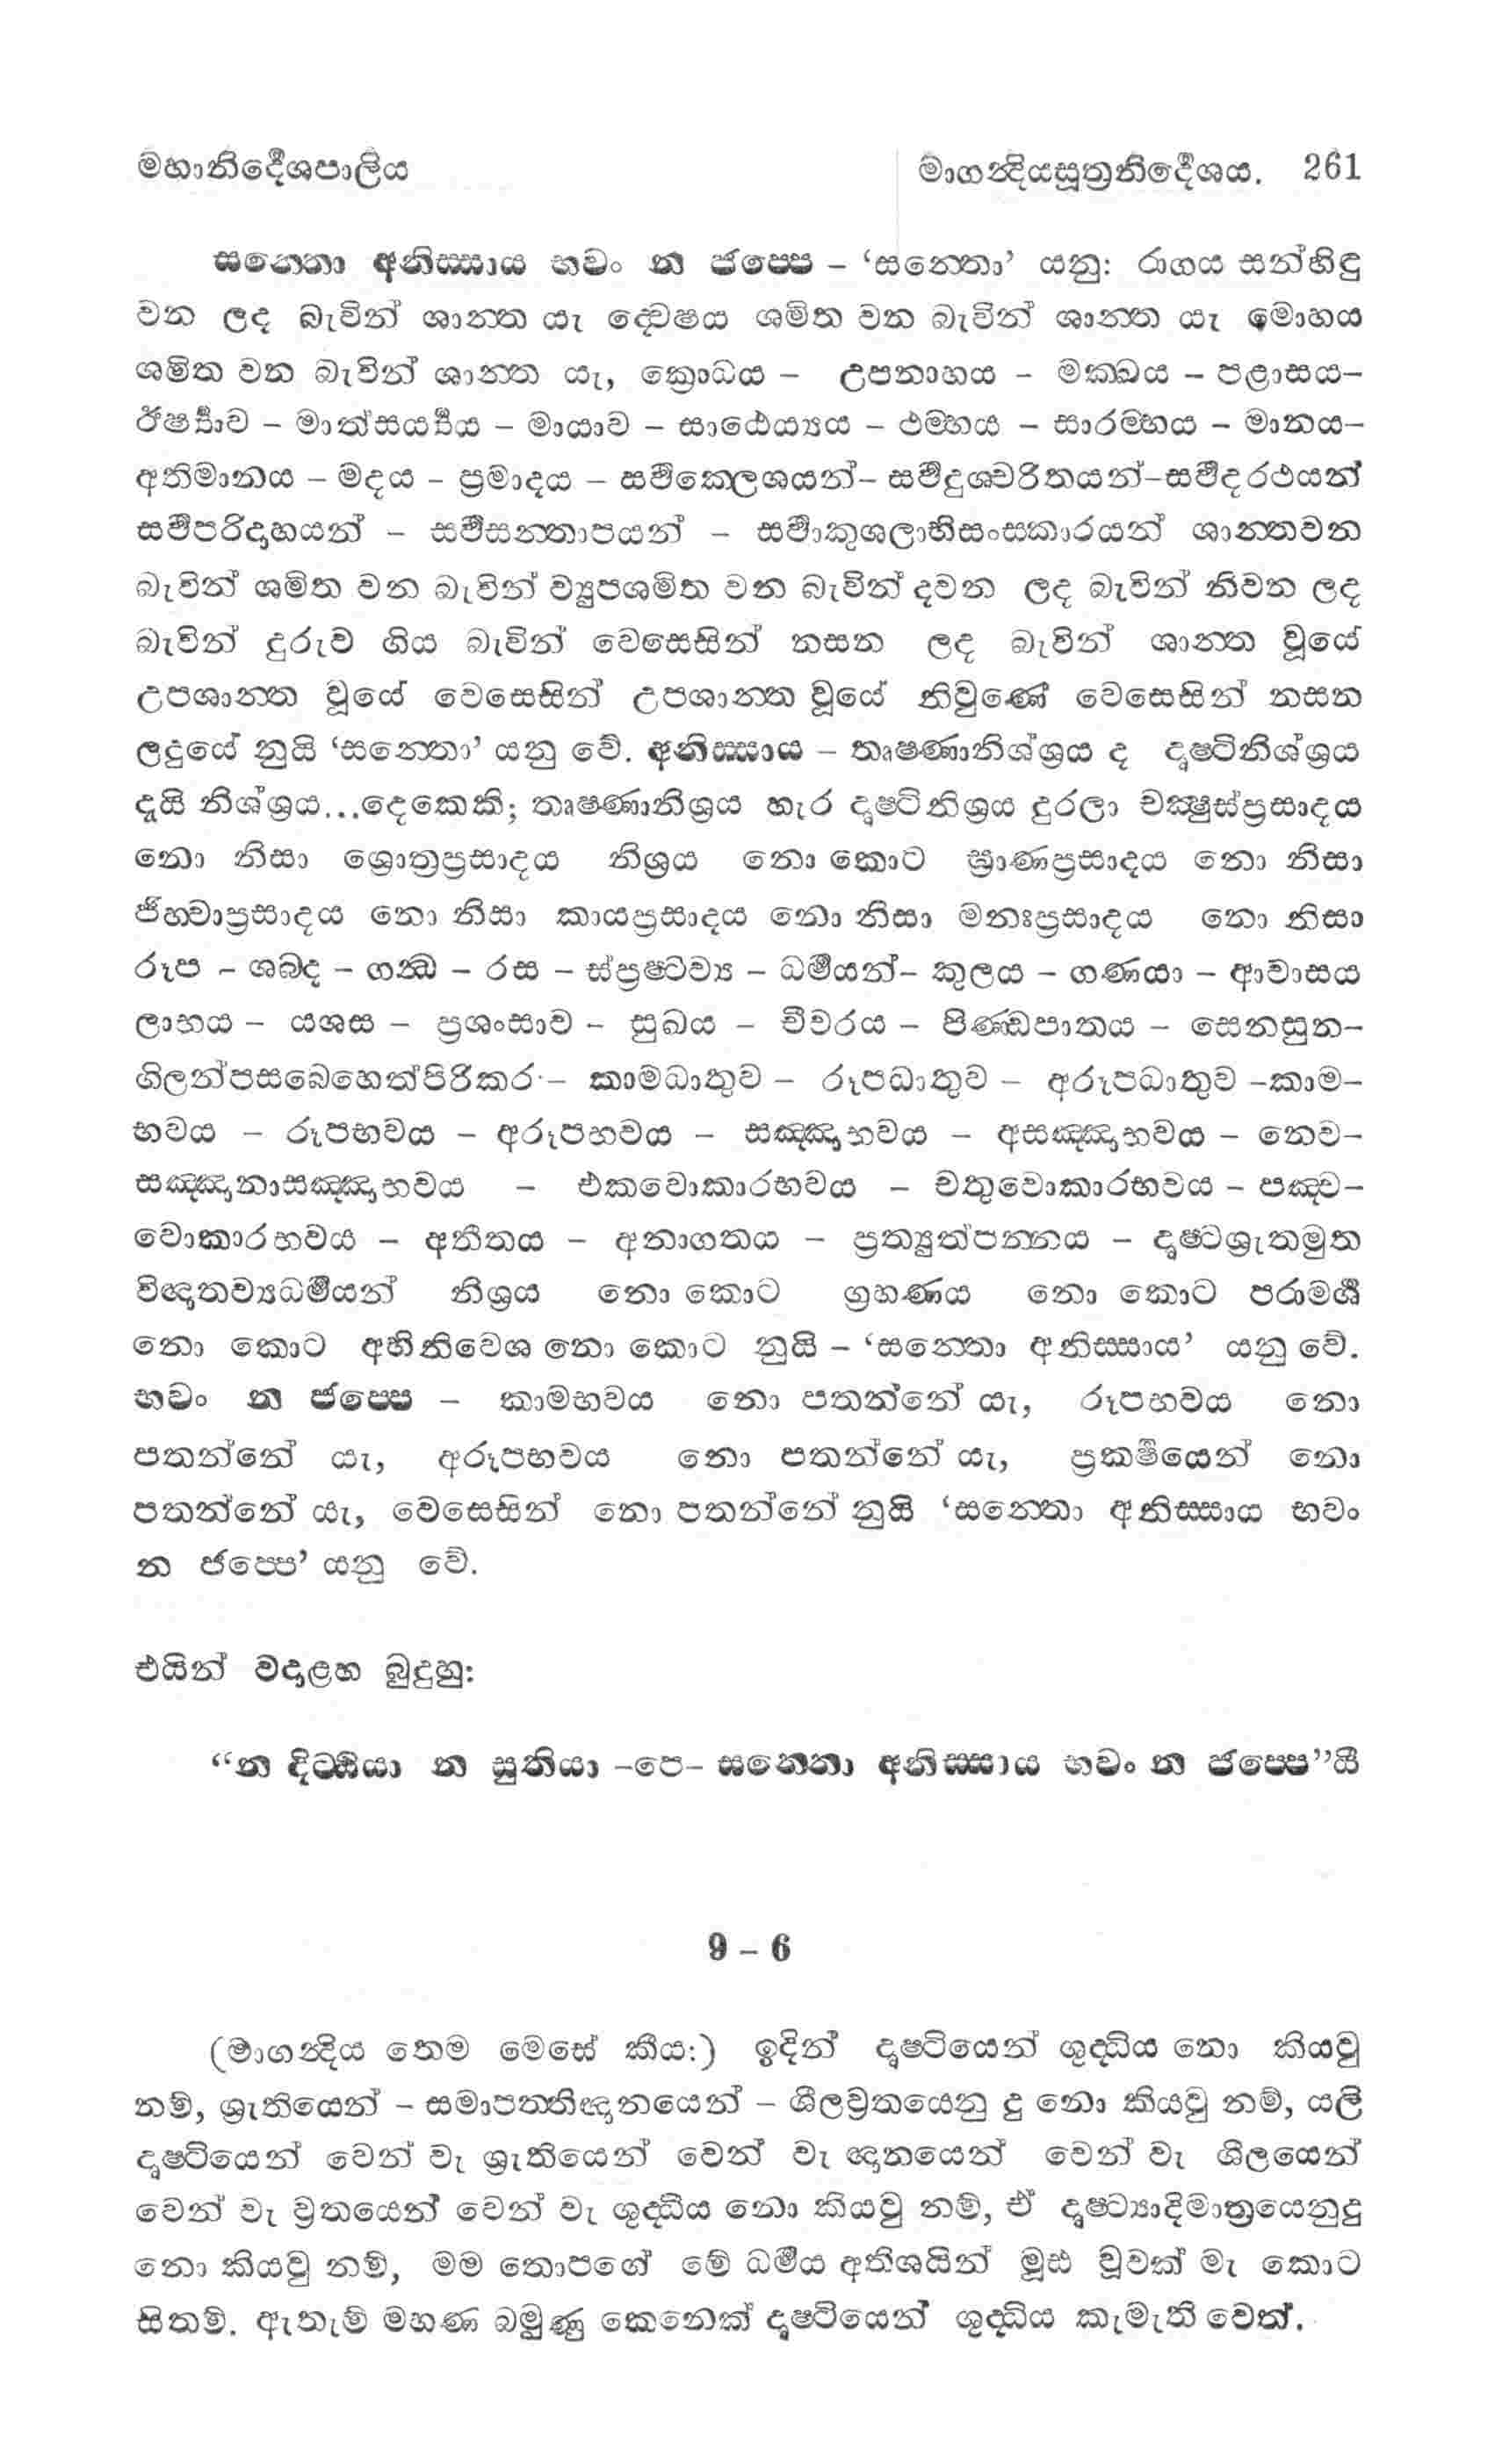 මහානිර්දේශපාලිය මාගන්දියසූත්‍රනිර්දේශය. 261
සන්තො අනිස්සාය භවං න ජප්පෙ – ‘සන්තො’ යනු: රාගය සන්හිඳු
වන ලද බැවින් ශාන්ත යැ ද්වෙෂය ශමිත වන බැවින් ශාන්ත යැ මොහය
ශමිත වන බැවින් ශාන්ත යැ, ක්‍රොධය – උපනාහය – මක්ඛය – පළාසය–
ඊර්ෂ්‍යාව – මාත්සර්‍ය්‍යය – මායාව – සාඨෙය්‍යය – ථම්භය – සාරම්භය – මානය–
අතිමානය – මදය – ප්‍රමාදය – සර්වක්ලෙශයන්– සර්වදුශ්චරිතයන්–සර්වදරථයන්
සර්වපරිදාහයන් – සර්වසන්තාපයන් – සර්වාකුශලාභිසංස්කාරයන් ශාන්තවන
බැවින් ශමිත වන බැවින් ව්‍යුපශමිත වන බැවින් දවන ලද බැවින් නිවන ලද
බැවින් දුරුව ගිය බැවින් වෙසෙසින් නසන ලද බැවින් ශාන්ත වූයේ
උපශාන්ත වූයේ වෙසෙසින් උපශාන්ත වූයේ නිවුණේ වෙසෙසින් නසන
ලදුයේ නුයි ‘සන්තො’ යනු වේ. අනිස්සාය – තෘෂ්ණානිශ්ශ්‍රය ද දෘෂ්ටිනිශ්ශ්‍රය
දැයි නිශ්ශ්‍රය...දෙකෙකි; තෘෂ්ණානිශ්‍රය හැර දෘෂ්ටිනිශ්‍රය දුරලා චක්ෂුස්ප්‍රසාදය
නො නිසා ශ්‍රොත්‍රප්‍රසාදය නිශ්‍රය නො කොට ඝ්‍රාණප්‍රසාදය නො නිසා
ජිහ්වාප්‍රසාදය නො නිසා කායප්‍රසාදය නො නිසා මනඃප්‍රසාදය නො නිසා
රූප – ශබ්ද – ගන්ධ – රස – ස්ප්‍රෂ්ටව්‍ය – ධර්මයන්– කුලය – ගණයා – ආවාසය
ලාභය – යශස – ප්‍රශංසාව – සුඛය – චීවරය – පිණ්ඩපාතය – සෙනසුන–
ගිලන්පසබෙහෙත්පිරිකර – කාමධාතුව – රූපධාතුව – අරූපධාතුව –කාම–
භවය – රූපභවය – අරූපභවය – සඤ්ඤාභවය – අසඤ්ඤාභවය – නෙව–
සඤ්ඤානාසඤ්ඤාභවය – එකවොකාරභවය – චතුවොකාරභවය – පඤ්ච–
වොකාරභවය – අතීතය – අනාගතය – ප්‍රත්‍යුත්පන්නය – දෘෂ්ටශ්‍රැතමුත
විඥාතව්‍යධර්මයන් නිශ්‍රය නො කොට ග්‍රහණය නො කොට පරාමර්ශ
නො කොට අභිනිවෙශ නො කොට නුයි – ‘සන්තො අනිස්සාය’ යනු වේ.
භවං න ජප්පෙ – කාමභවය නො පතන්නේ යැ, රූපභවය නො
පතන්නේ යැ, අරූපභවය නො පතන්නේ යැ, ප්‍රකර්ෂයෙන් නො
පතන්නේ යැ, වෙසෙසින් නො පතන්නේ නුයි ‘සන්තො අනිස්සාය භවං
න ජප්පෙ’ යනු වේ.
එයින් වදාළහ බුදුහු:
“න දිට්ඨියා න සුතියා –පෙ– සන්තො අනිස්සාය භවං න ජප්පෙ”යී
9 – 6
(මාගන්දිය තෙම මෙසේ කීය:) ඉදින් දෘෂ්ටියෙන් ශුද්ධිය නො කියවු
නම්, ශ්‍රැතියෙන් – සමාපත්තිඥානයෙන් – ශීලව්‍රතයෙනු දු නො කියවු නම්, යලි
දෘෂ්ටියෙන් වෙන් වැ ශ්‍රැතියෙන් වෙන් වැ ඥානයෙන් වෙන් වැ ශීලයෙන්
වෙන් වැ ව්‍රතයෙන් වෙන් වැ ශුද්ධිය නො කියවු නම්, ඒ දෘෂ්ට්‍යාදිමාත්‍රයෙනුදු
නො කියවු නම්, මම තොපගේ මේ ධර්මය අතිශයින් මූළා වූවක් මැ කොට
සිතමි. ඇතැම් මහණ බමුණු කෙනෙක් දෘෂ්ටියෙන් ශුද්ධිය කැමැති වෙත්.